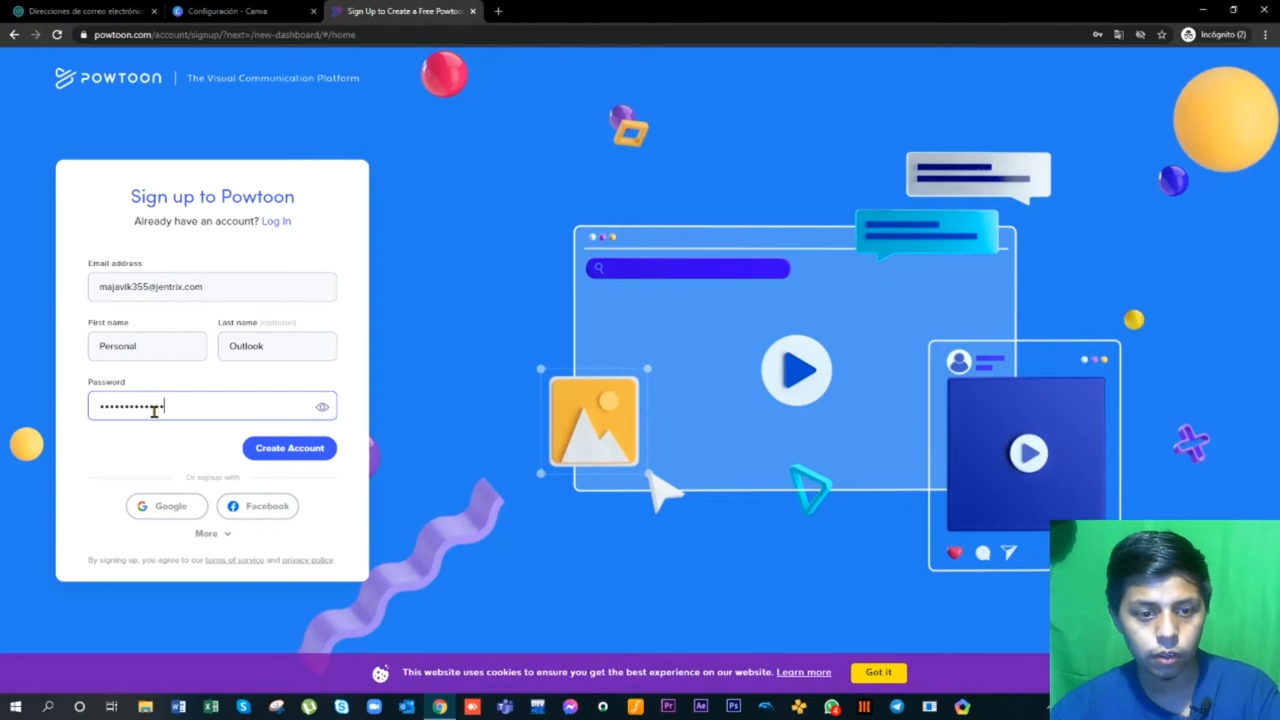 Direcciones de correo electrónic
Configuración - Canva
Sign Up to Create a Free Powtoo
powtoon.com/account/signup/?next=/new-dashboard/#/home
Incógnito (2)
POWTOON
The Visual Communication Platform
Sign up to Powtoon
Already have an account? Log In
Email address
majavik355@jentrix.com
First name
Last name (optional)
Personal
Outlook
Password
Create Account
Or signup with
Google
Facebook
More
By signing up, you agree to our terms of service and privacy policy.
This website uses cookies to ensure you get the best experience on our website. Learn more
Got it